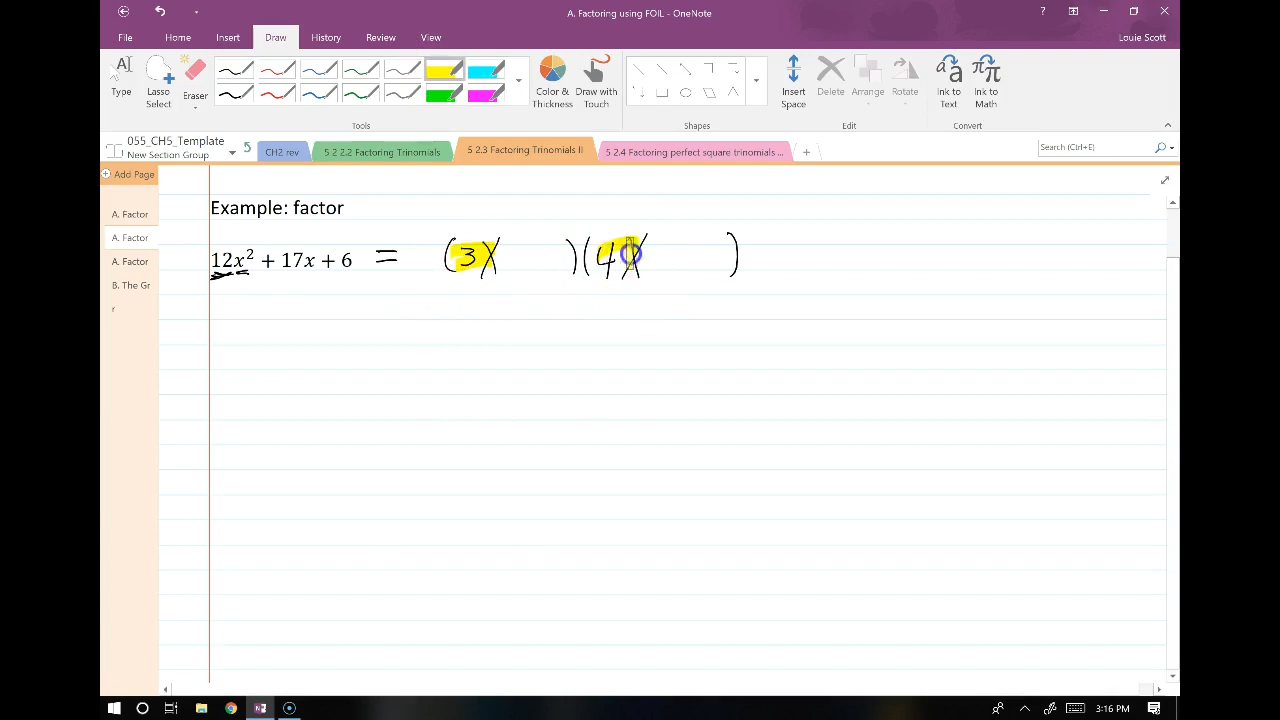 A. Factoring using FOIL - OneNote
?
File Home Insert Draw History Review View Louie Scott
Type Lasso Select Eraser Color & Thickness Draw with Touch Insert Space Delete Arrange Rotate Ink to Text Ink to Math
Tools Shapes Edit Convert
055_CH5_Template
New Section Group
CH2 rev 5 2 2.2 Factoring Trinomials 5 2.3 Factoring Trinomials II 5 2.4 Factoring perfect square trinomials ... + Search (Ctrl+E)
Add Page
A. Factor
A. Factor
A. Factor
B. The Gr
r
Example: factor
12x² + 17x + 6 = (3x )(4x )
3:16 PM